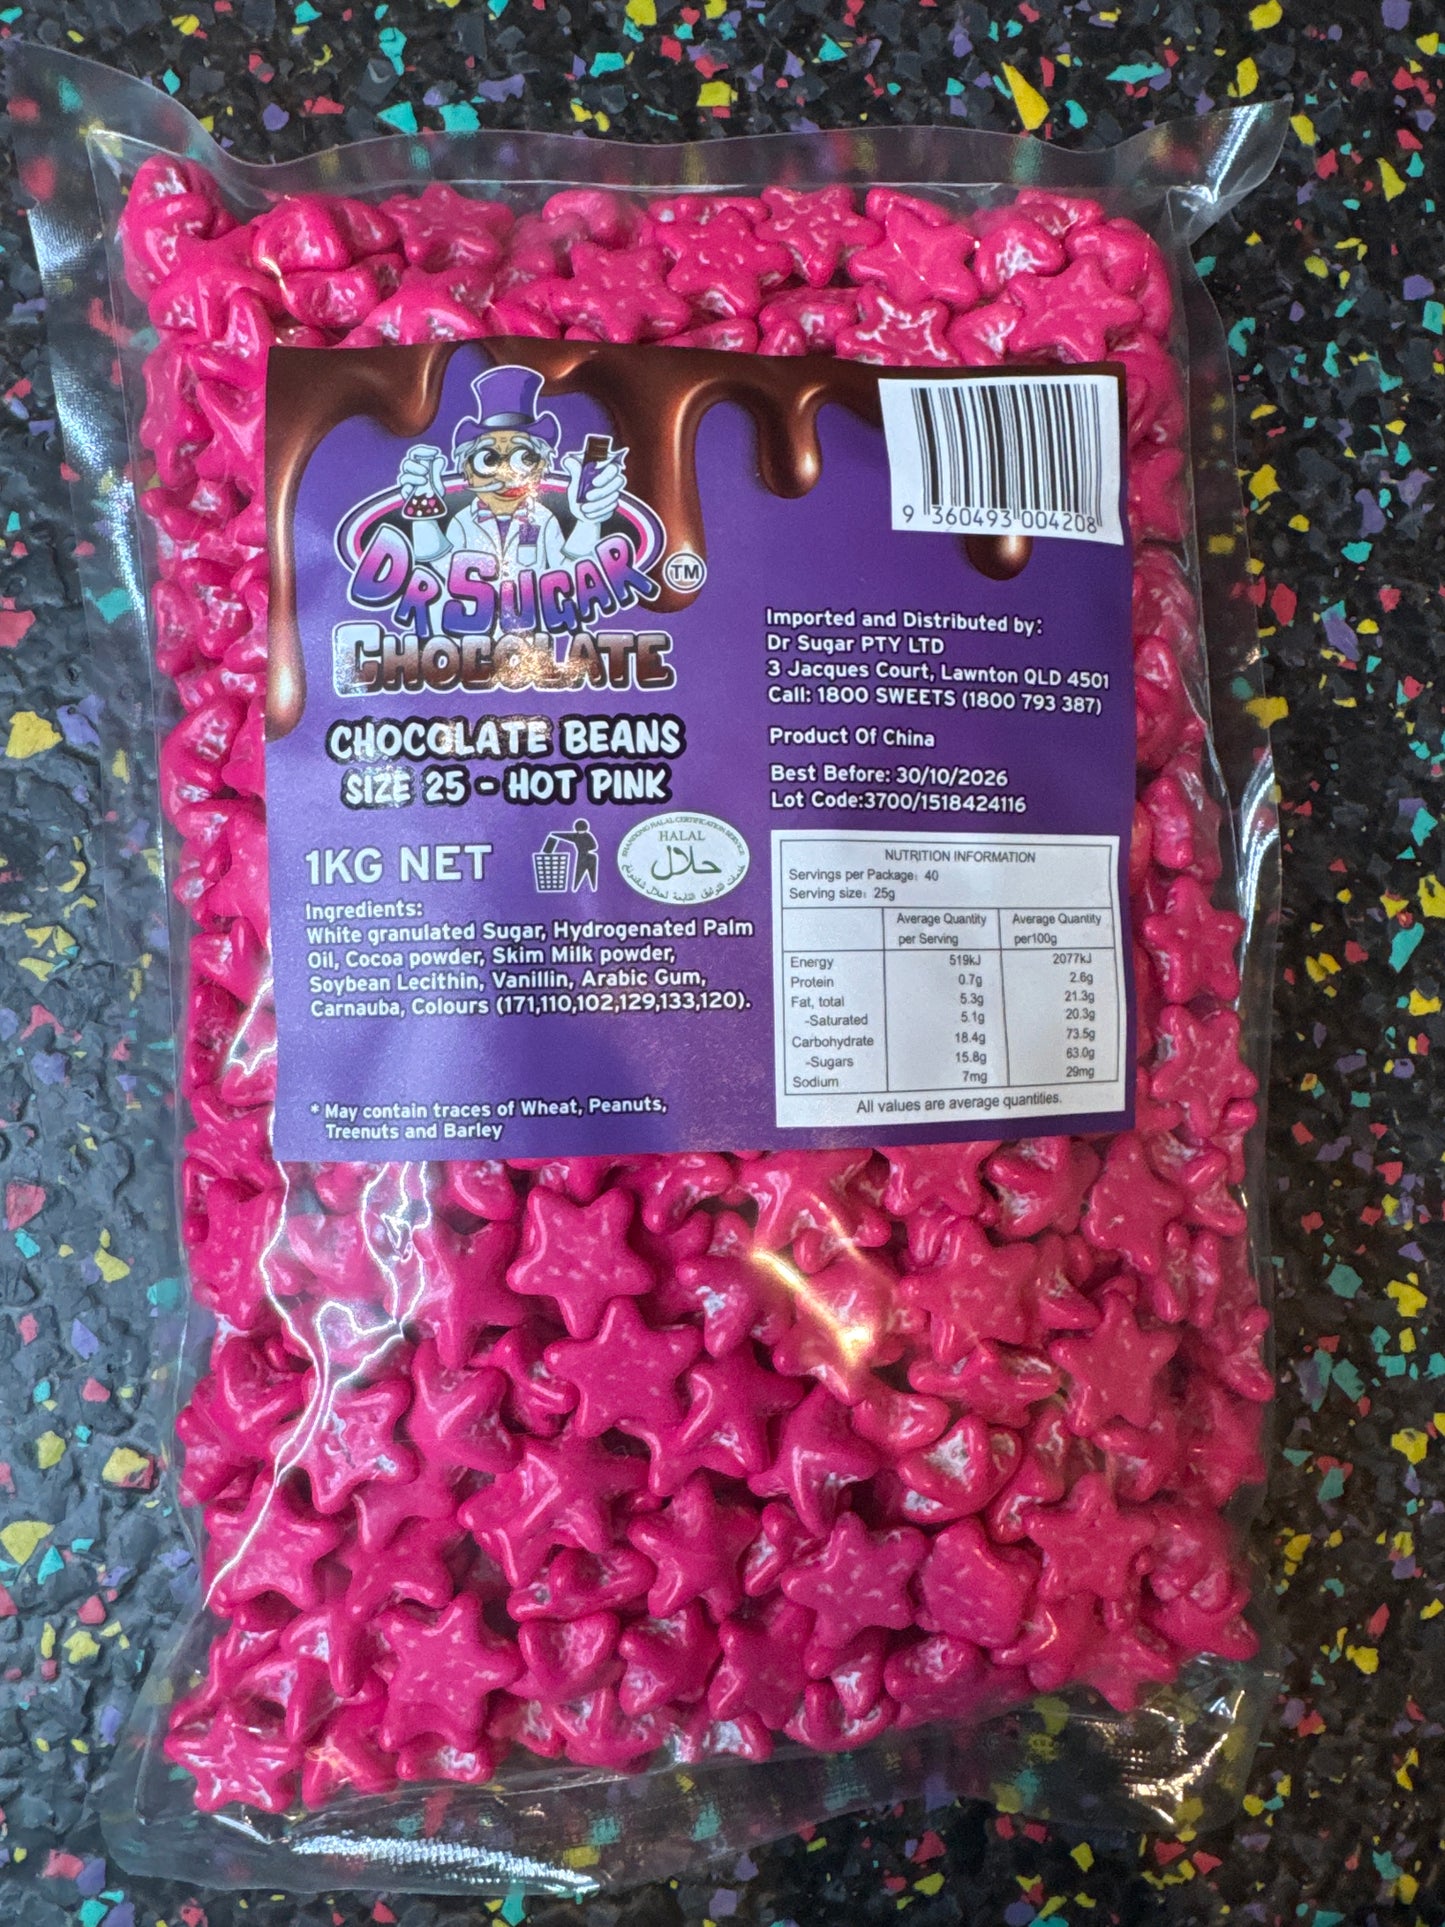 DR SUGAR TM
CHOCOLATE
CHOCOLATE BEANS
SIZE 25 - HOT PINK
1KG NET
HALAL
حلال
Ingredients:
White granulated Sugar, Hydrogenated Palm
Oil, Cocoa powder, Skim Milk powder,
Soybean Lecithin, Vanillin, Arabic Gum,
Carnauba, Colours (171,110,102,129,133,120).
* May contain traces of Wheat, Peanuts,
Treenuts and Barley
9 360493 004208
Imported and Distributed by:
Dr Sugar PTY LTD
3 Jacques Court, Lawnton QLD 4501
Call: 1800 SWEETS (1800 793 387)
Product Of China
Best Before: 30/10/2026
Lot Code:3700/1518424116
NUTRITION INFORMATION
Servings per Package: 40
Serving size: 25g
Average Quantity per Serving Average Quantity per100g
Energy 519kJ 2077kJ
Protein 0.7g 2.6g
Fat, total 5.3g 21.3g
-Saturated 5.1g 20.3g
Carbohydrate 18.4g 73.5g
-Sugars 15.8g 63.0g
Sodium 7mg 29mg
All values are average quantities.